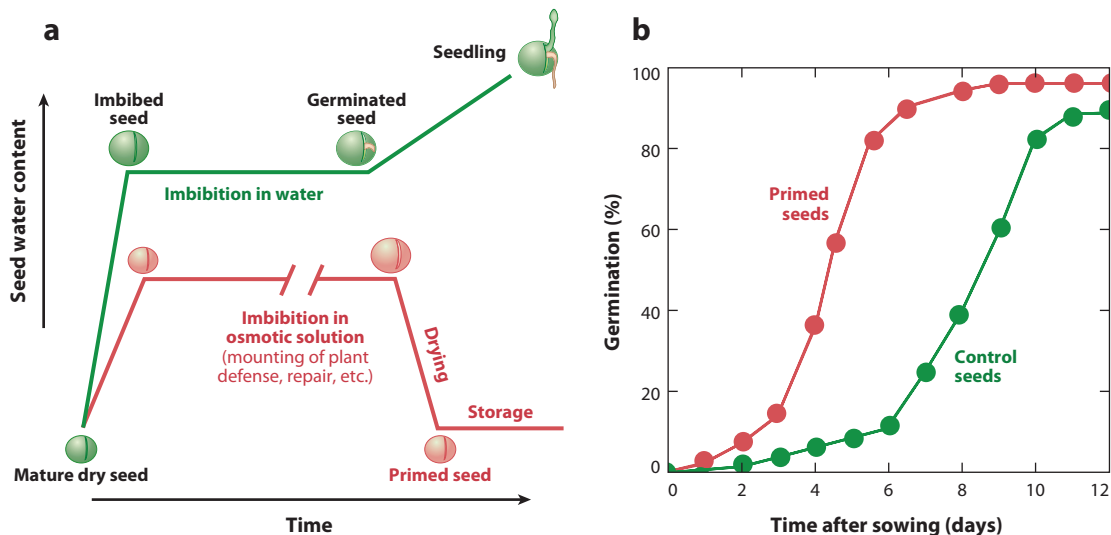 a
Seed water content
Imbibed
seed
Germinated
seed
Seedling
Imbibition in water
Imbibition in
osmotic solution
(mounting of plant
defense, repair, etc.)
Drying
Storage
Mature dry seed
Primed seed
Time
b
Germination (%)
100
80
60
40
20
0
Primed
seeds
Control
seeds
0
2
4
6
8
10
12
Time after sowing (days)